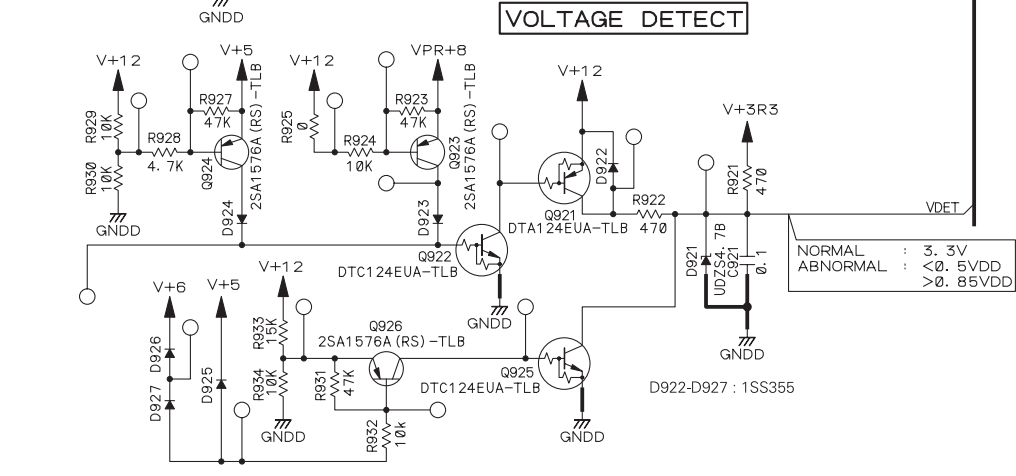 GNDD
VOLTAGE DETECT
V+12
V+5
V+12
VPR+8
V+12
V+3R3
R929
10K
R928
4.7K
R927
47K
Q924
2SA1576A(RS)-TLB
R925
0
R924
10K
R923
47K
Q923
2SA1576A(RS)-TLB
R930
10K
GNDD
D924
D923
Q922
DTC124EUA-TLB
GNDD
Q921
DTA124EUA-TLB
D922
R922
470
R921
470
VDET
D921
UDZS4.7B
C921
0.1
GNDD
NORMAL : 3.3V
ABNORMAL : <0.5VDD
>0.85VDD
V+6
V+5
V+12
D926
D927
D925
R933
15K
R934
10K
GNDD
R931
47K
Q926
2SA1576A(RS)-TLB
R932
10k
Q925
DTC124EUA-TLB
GNDD
D922-D927 : 1SS355